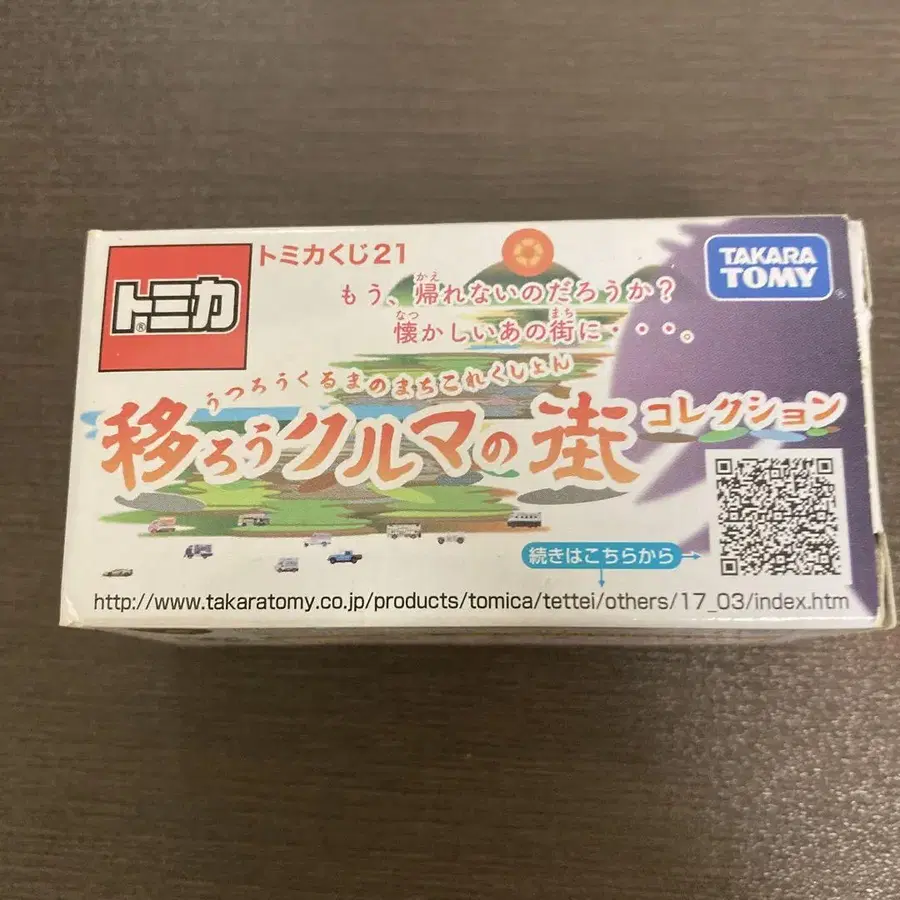 トミカ
トミカくじ21
TAKARA
TOMY
かえ
もう、帰れないのだろうか?
なつ まち
懐かしいあの街に・・・。
うつろうくるまのまちこれくしょん
移ろうクルマの街コレクション
続きはこちらから
http://www.takaratomy.co.jp/products/tomica/tettei/others/17_03/index.htm